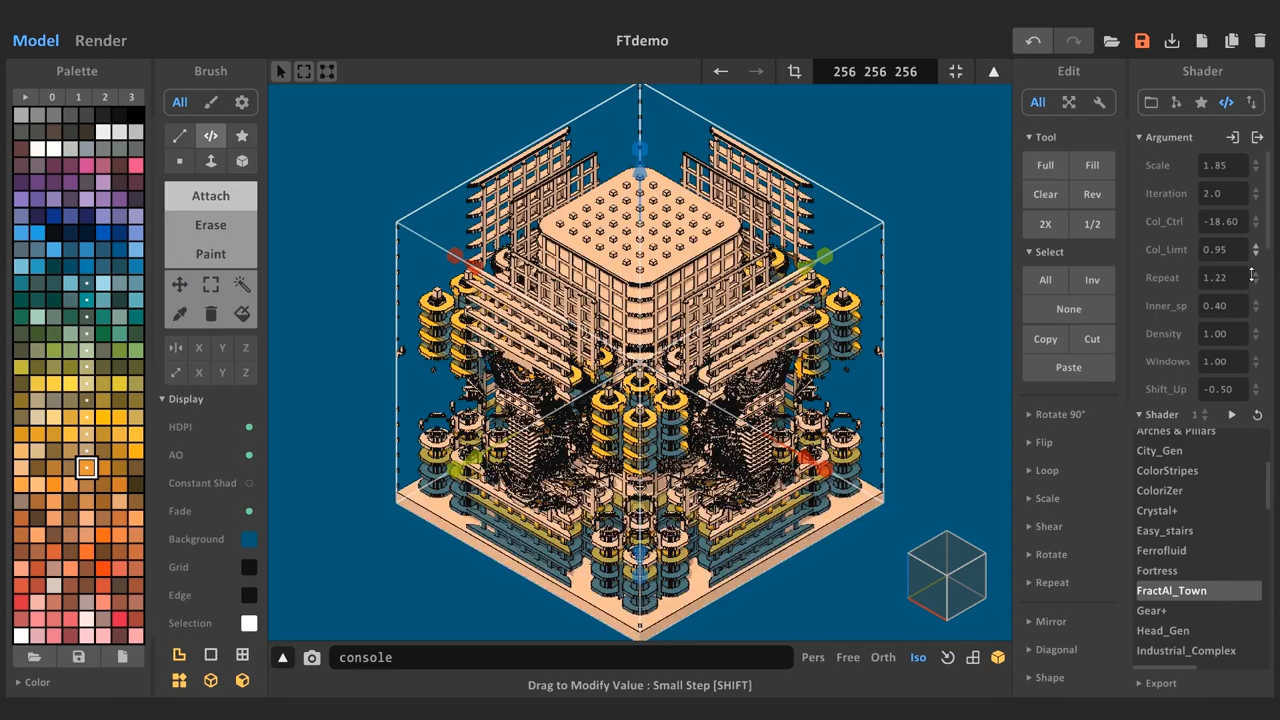 Model Render
FTdemo
Palette
0 1 2 3
Color
Brush
All
Attach
Erase
Paint
X Y Z
X Y Z
Display
HDPI
AO
Constant Shad
Fade
Background
Grid
Edge
Selection
256 256 256
console
Pers Free Orth Iso
Drag to Modify Value : Small Step [SHIFT]
Edit
All
Tool
Full Fill
Clear Rev
2X 1/2
Select
All Inv
None
Copy Cut
Paste
Rotate 90°
Flip
Loop
Scale
Shear
Rotate
Repeat
Mirror
Diagonal
Shape
Shader
Argument
Scale 1.85
Iteration 2.0
Col_Ctrl -18.60
Col_Limt 0.95
Repeat 1.22
Inner_sp 0.40
Density 1.00
Windows 1.00
Shift_Up -0.50
Shader 1
Arches & Pillars
City_Gen
ColorStripes
ColoriZer
Crystal+
Easy_stairs
Ferrofluid
Fortress
FractAl_Town
Gear+
Head_Gen
Industrial_Complex
Export